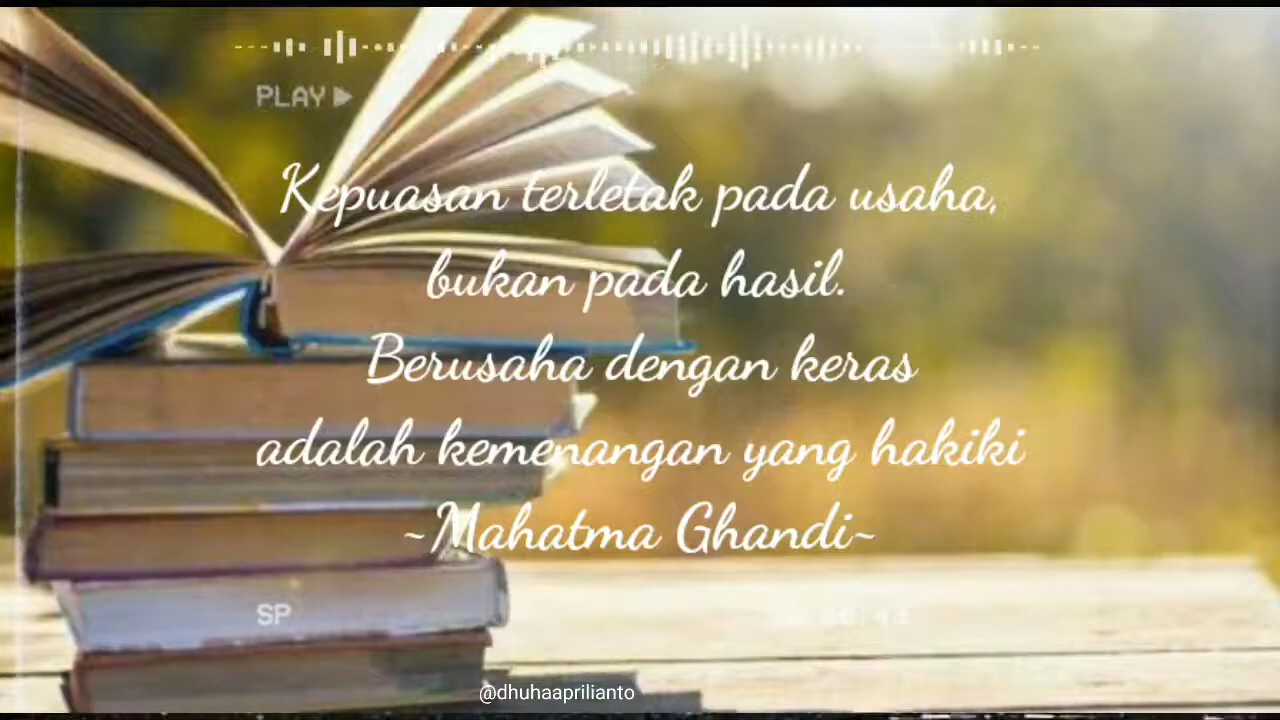 PLAY
Kepuasan terletak pada usaha,
bukan pada hasil.
Berusaha dengan keras
adalah kemenangan yang hakiki
~Mahatma Ghandi~
SP
@dhuhaaprilianto